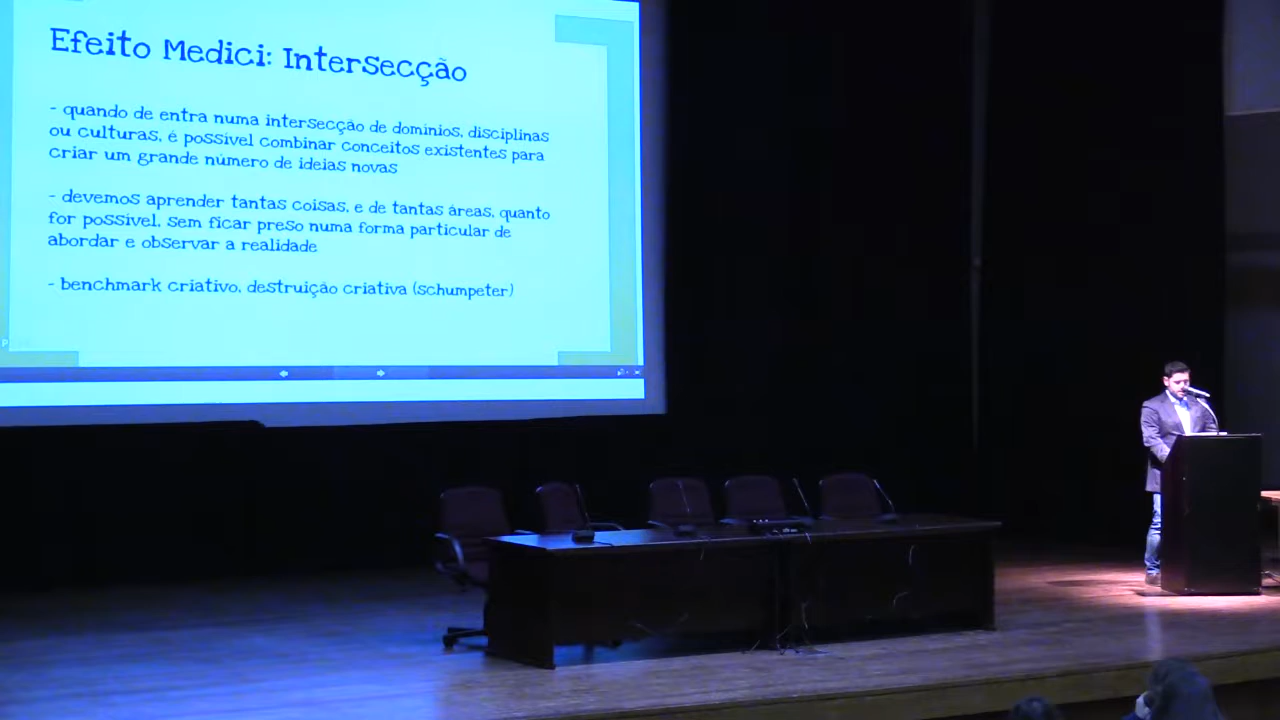 Efeito Medici: Intersecção
- quando de entra numa intersecção de domínios, disciplinas
ou culturas, é possível combinar conceitos existentes para
criar um grande número de ideias novas
- devemos aprender tantas coisas, e de tantas áreas, quanto
for possível, sem ficar preso numa forma particular de
abordar e observar a realidade
- benchmark criativo, destruição criativa (schumpeter)